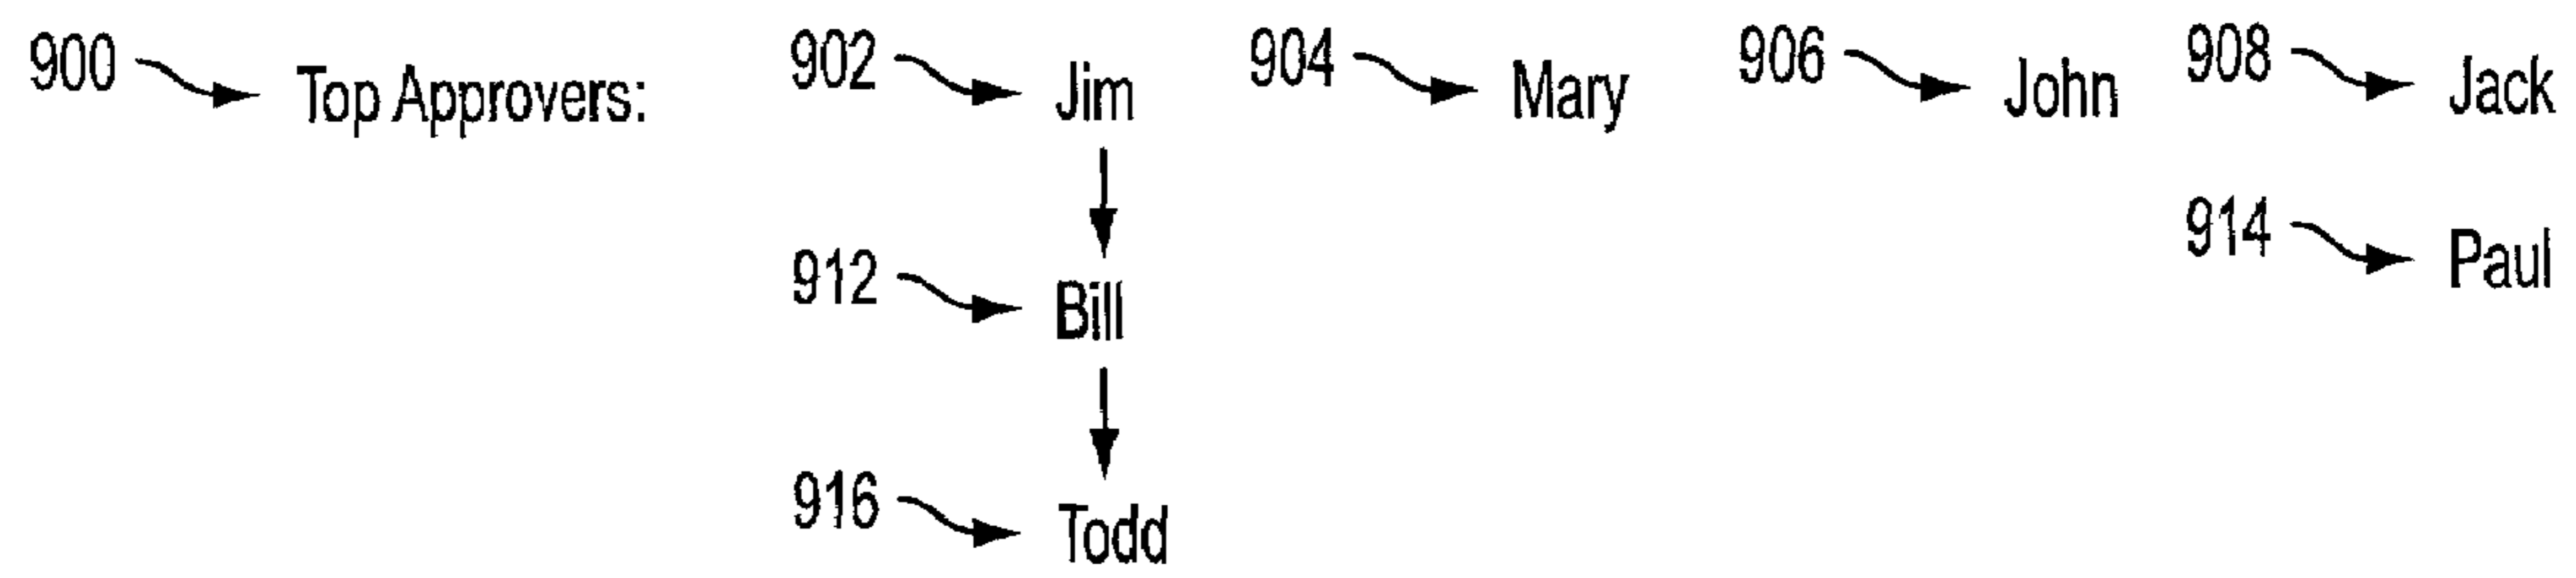 900 Top Approvers: 902 Jim 904 Mary 906 John 908 Jack
914 Paul
912 Bill
916 Todd